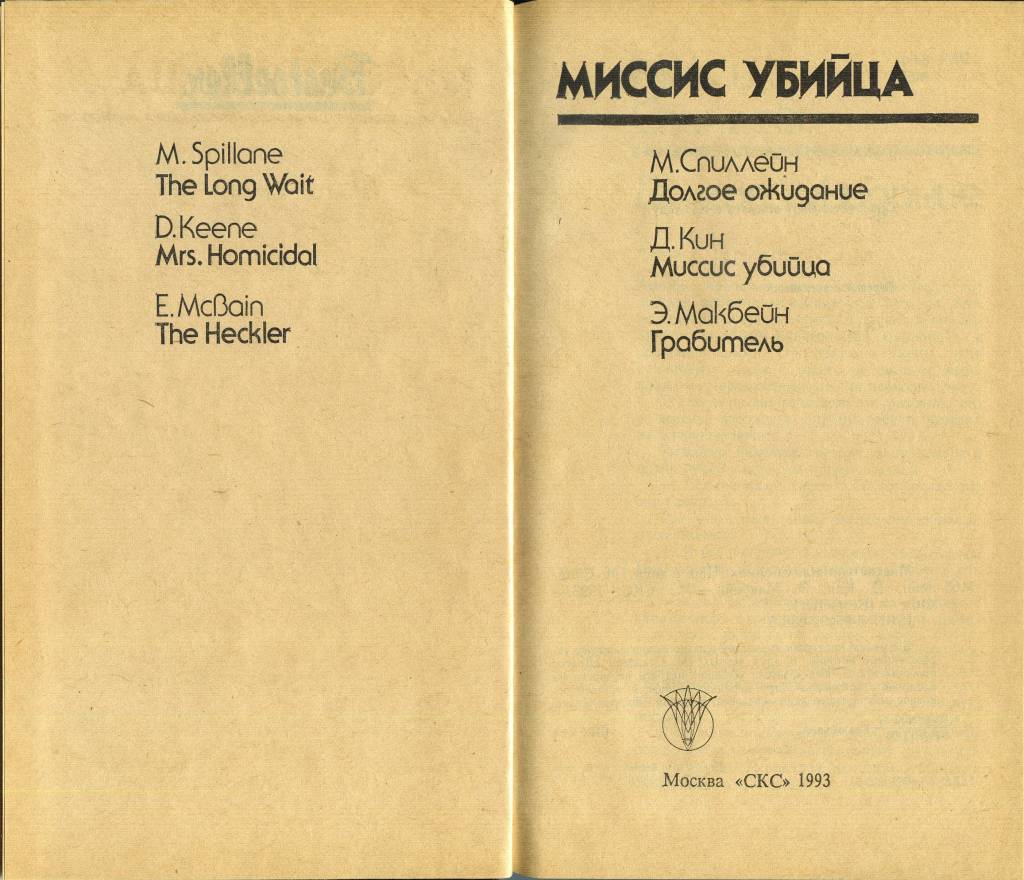 M. Spillane
The Long Wait
D. Keene
Mrs. Homicidal
E. McBain
The Heckler
МИССИС УБИЙЦА
М. Спиллейн
Долгое ожидание
Д. Кин
Миссис убийца
Э. Макбейн
Грабитель
Москва «СКС» 1993